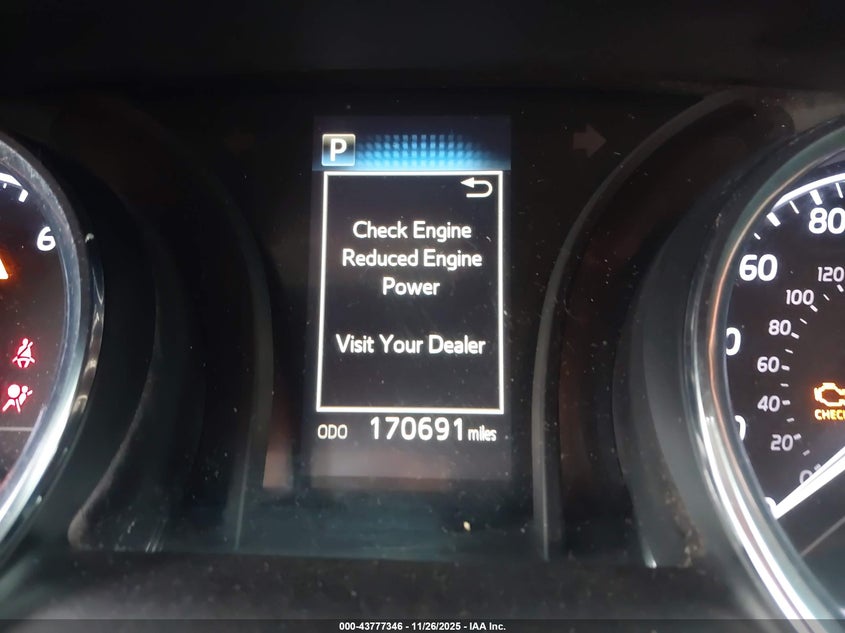 P
Check Engine
Reduced Engine
Power
Visit Your Dealer
ODO 170691 miles
6
80
60
120
100
80
60
40
20
0
CHECK
000-43777346 | 11/26/2025 - IAA Inc.